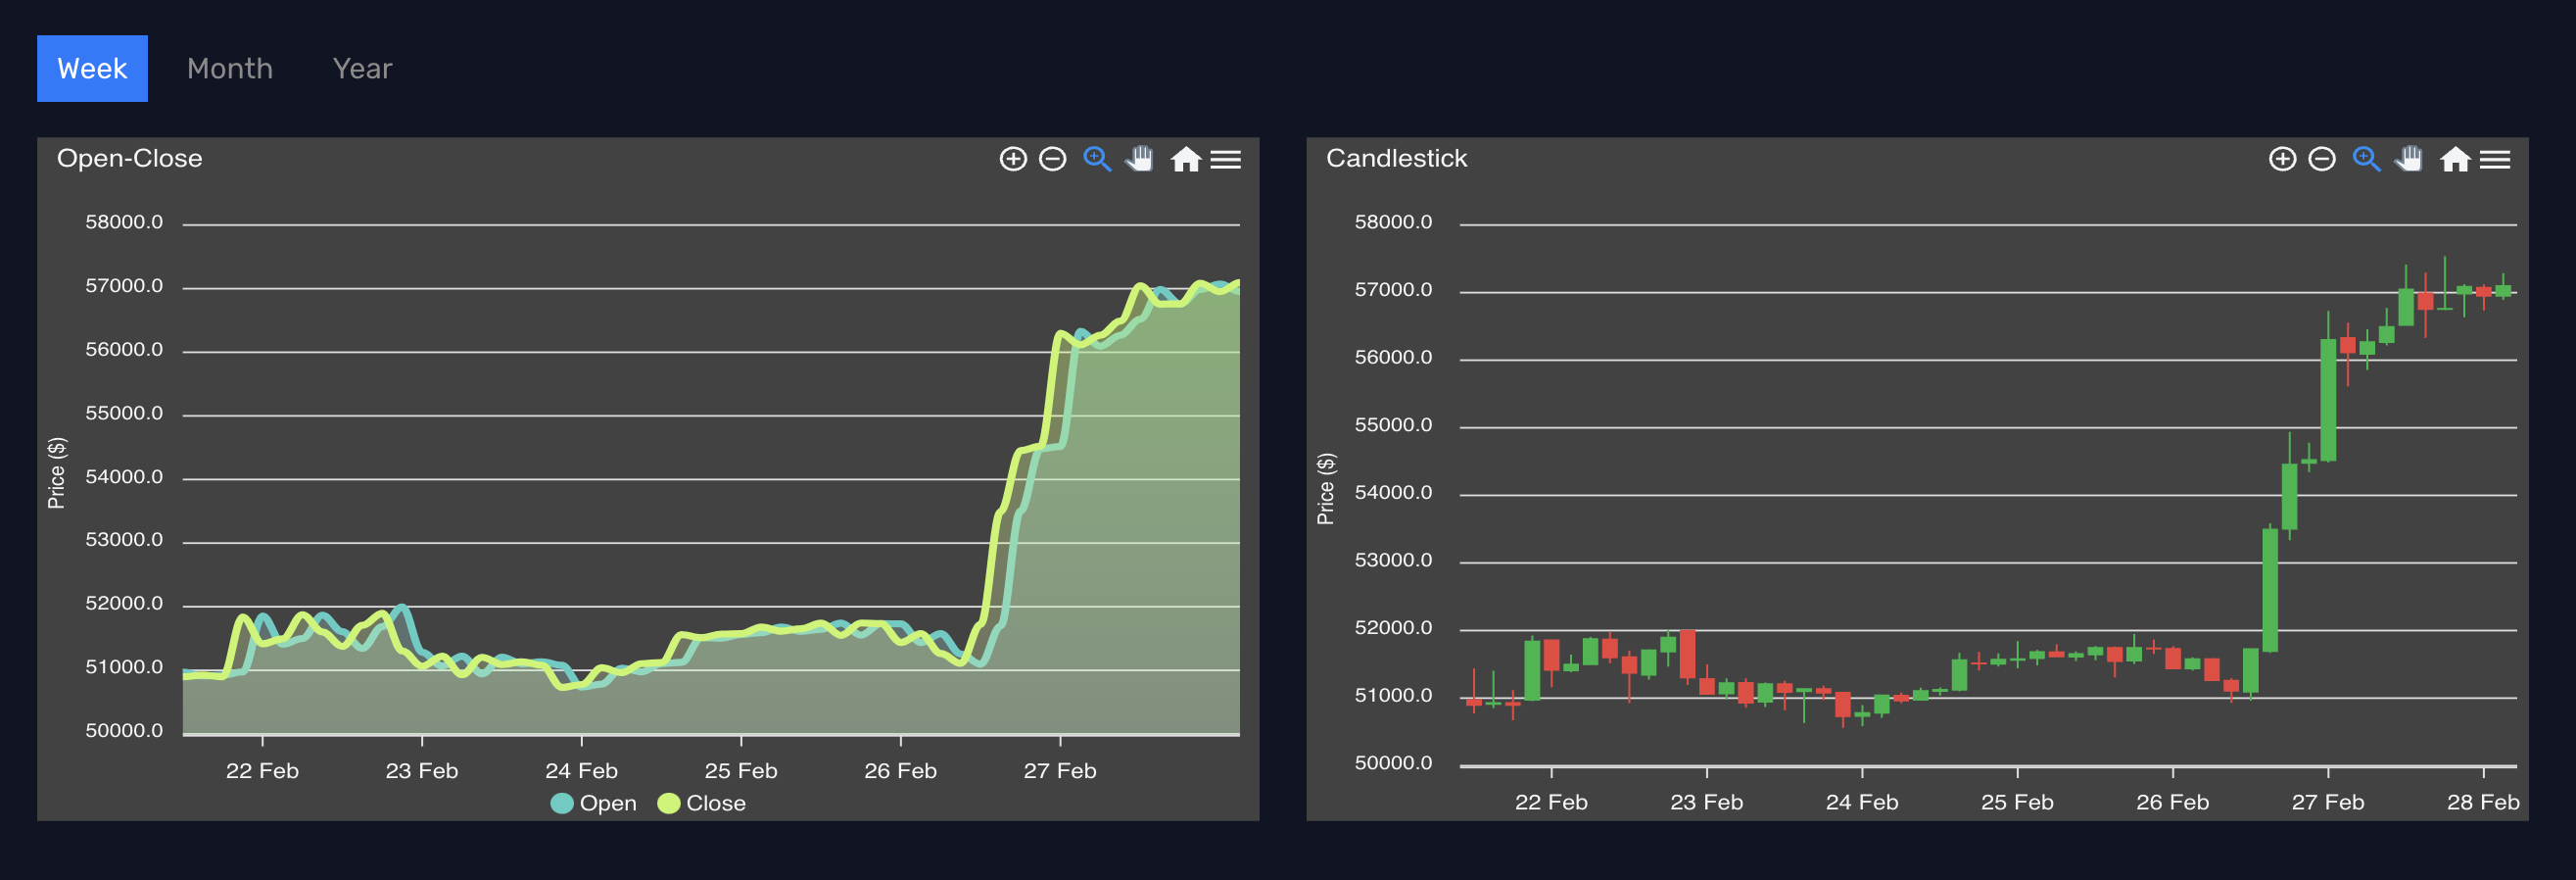 Week Month Year
Open-Close
58000.0
57000.0
56000.0
55000.0
54000.0
53000.0
52000.0
51000.0
50000.0
Price ($)
22 Feb 23 Feb 24 Feb 25 Feb 26 Feb 27 Feb
Open Close
Candlestick
58000.0
57000.0
56000.0
55000.0
54000.0
53000.0
52000.0
51000.0
50000.0
Price ($)
22 Feb 23 Feb 24 Feb 25 Feb 26 Feb 27 Feb 28 Feb